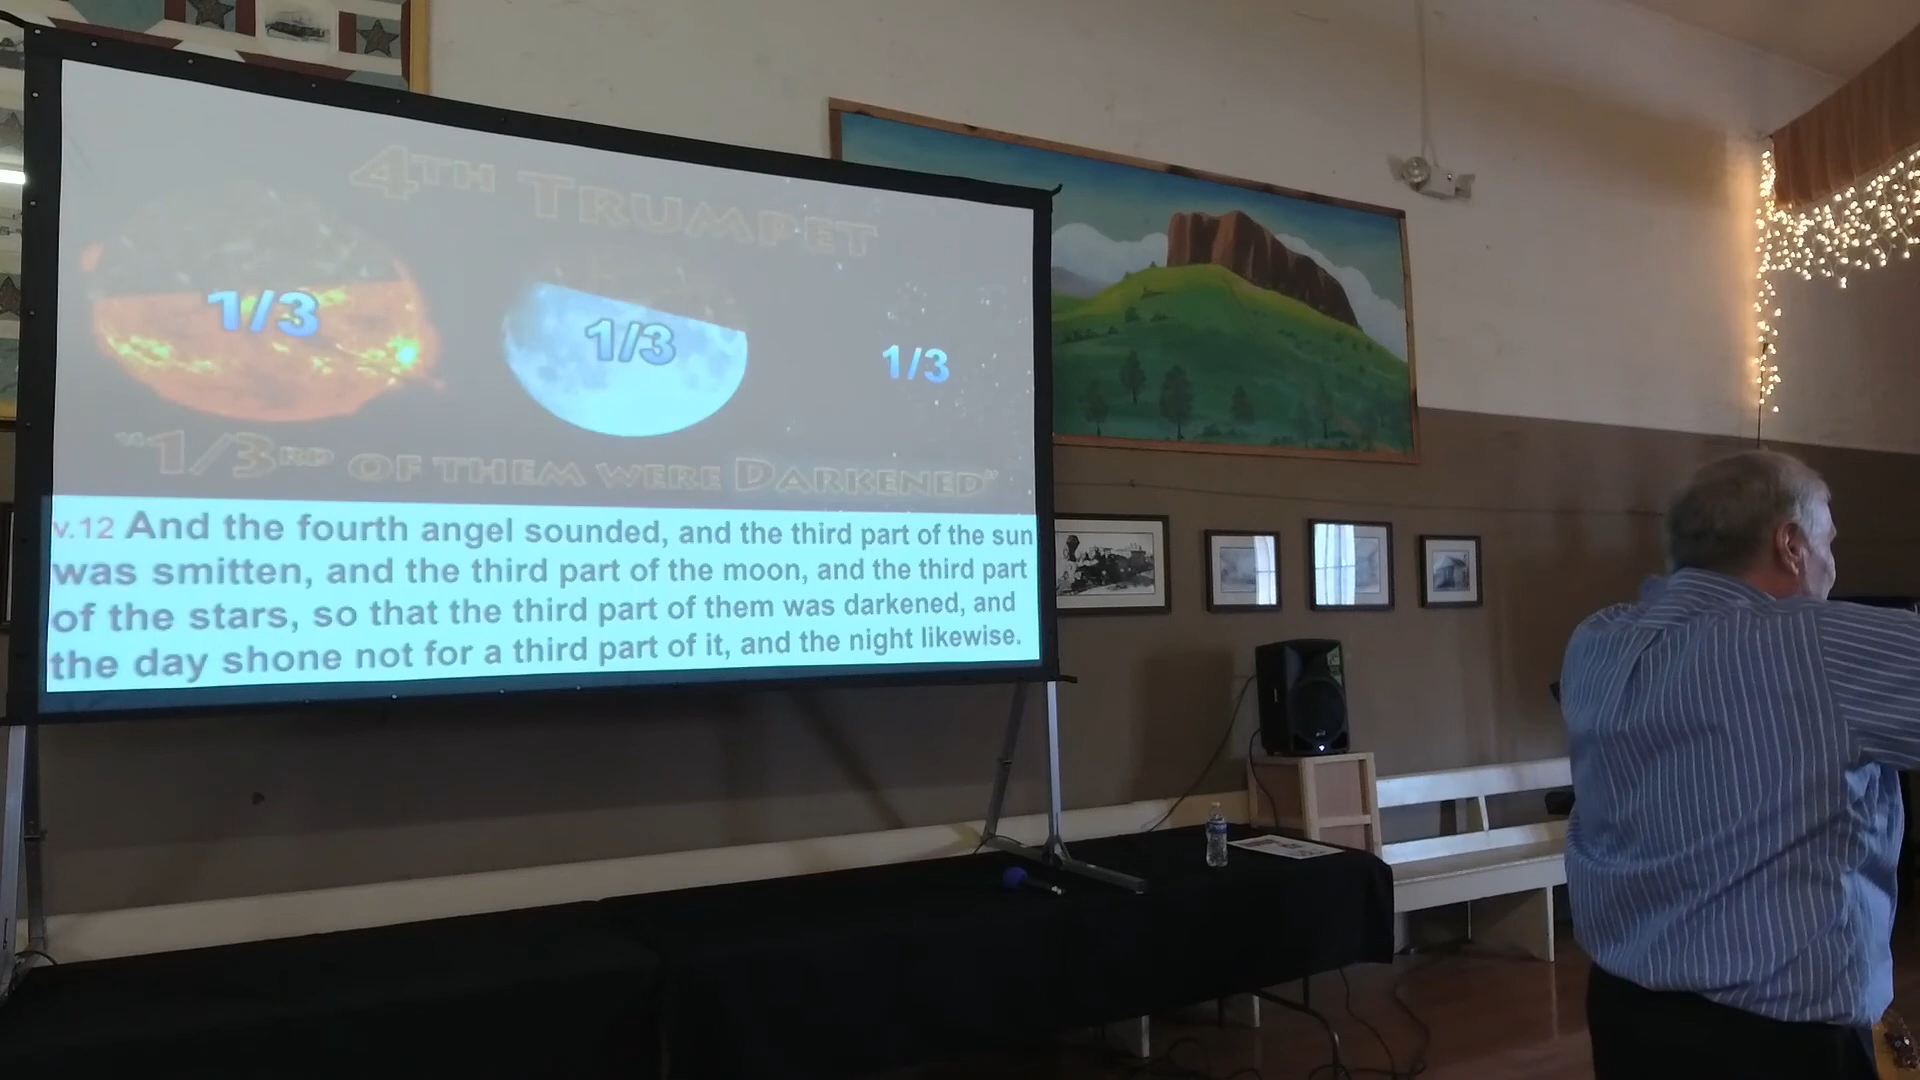 4TH TRUMPET
1/3
1/3
1/3
"1/3RD OF THEM WERE DARKENED"
v.12 And the fourth angel sounded, and the third part of the sun
was smitten, and the third part of the moon, and the third part
of the stars, so that the third part of them was darkened, and
the day shone not for a third part of it, and the night likewise.